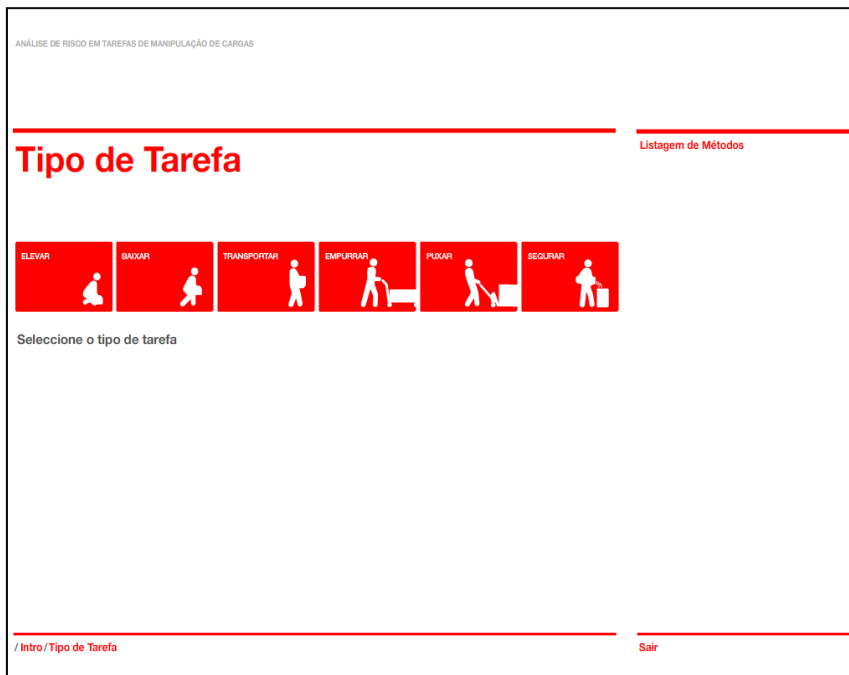 ANÁLISE DE RISCO EM TAREFAS DE MANIPULAÇÃO DE CARGAS
Tipo de Tarefa
Listagem de Métodos
ELEVAR
BAIXAR
TRANSPORTAR
EMPURRAR
PUXAR
SEGURAR
Seleccione o tipo de tarefa
/ Intro / Tipo de Tarefa
Sair